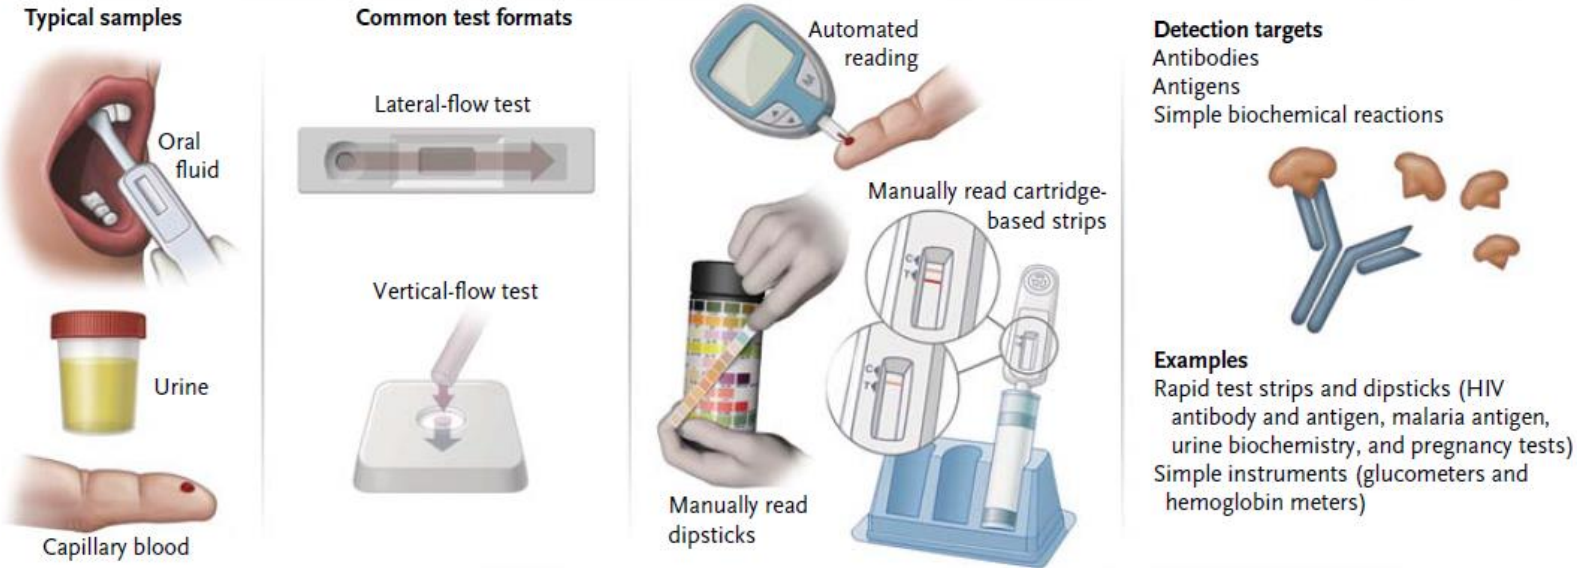 Typical samples
Oral
fluid
Urine
Capillary blood
Common test formats
Lateral-flow test
Vertical-flow test
Automated
reading
M
Manually read cartridge-
based strips
C
T
C
T
Manually read
dipsticks
Detection targets
Antibodies
Antigens
Simple biochemical reactions
Examples
Rapid test strips and dipsticks (HIV
antibody and antigen, malaria antigen,
urine biochemistry, and pregnancy tests)
Simple instruments (glucometers and
hemoglobin meters)